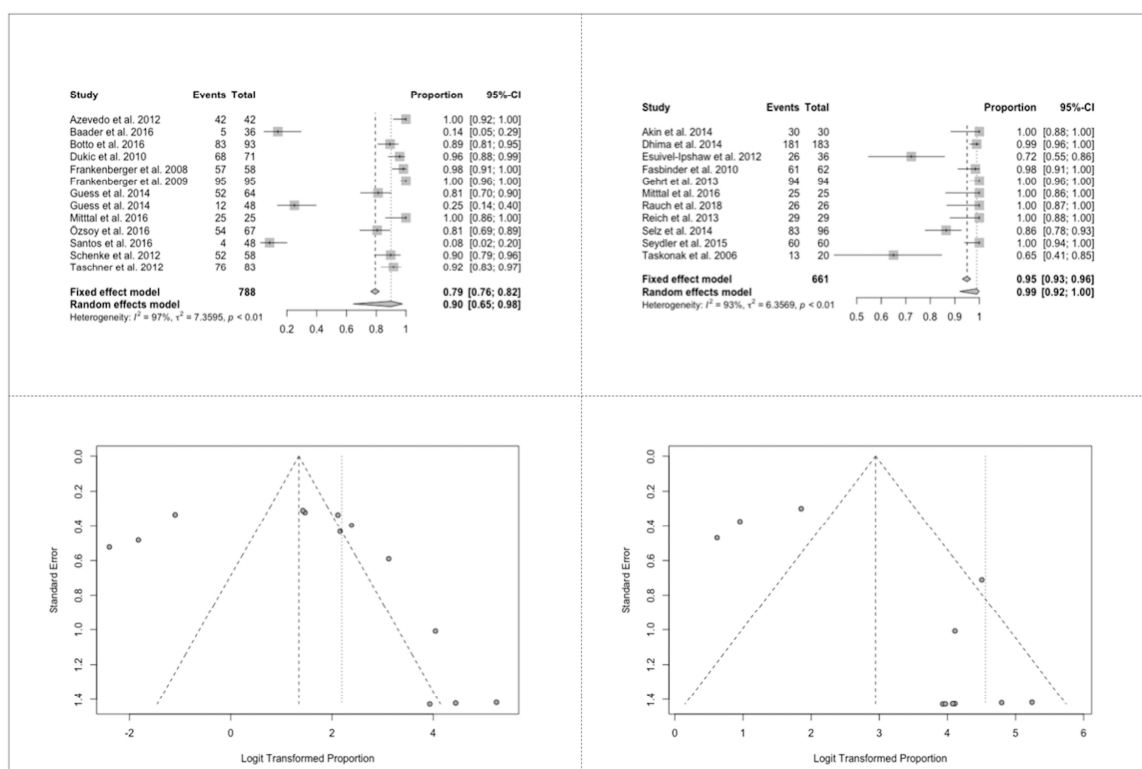 Study Events Total Proportion 95%-CI
Azevedo et al. 2012 42 42 1.00 [0.92; 1.00]
Baader et al. 2016 5 36 0.14 [0.05; 0.29]
Botto et al. 2016 83 93 0.89 [0.81; 0.95]
Dukic et al. 2010 68 71 0.96 [0.88; 0.99]
Frankenberger et al. 2008 57 58 0.98 [0.91; 1.00]
Frankenberger et al. 2009 95 95 1.00 [0.96; 1.00]
Guess et al. 2014 52 64 0.81 [0.70; 0.90]
Guess et al. 2014 12 48 0.25 [0.14; 0.40]
Mitttal et al. 2016 25 25 1.00 [0.86; 1.00]
Özsoy et al. 2016 54 67 0.81 [0.69; 0.89]
Santos et al. 2016 4 48 0.08 [0.02; 0.20]
Schenke et al. 2012 52 58 0.90 [0.79; 0.96]
Taschner et al. 2012 76 83 0.92 [0.83; 0.97]
Fixed effect model 788 0.79 [0.76; 0.82]
Random effects model 0.90 [0.65; 0.98]
Heterogeneity: I² = 97%, τ² = 7.3595, p < 0.01
0.2 0.4 0.6 0.8 1
Study Events Total Proportion 95%-CI
Akin et al. 2014 30 30 1.00 [0.88; 1.00]
Dhima et al. 2014 181 183 0.99 [0.96; 1.00]
Esuivel-Ipshaw et al. 2012 26 36 0.72 [0.55; 0.86]
Fasbinder et al. 2010 61 62 0.98 [0.91; 1.00]
Gehrt et al. 2013 94 94 1.00 [0.96; 1.00]
Mitttal et al. 2016 25 25 1.00 [0.86; 1.00]
Rauch et al. 2018 26 26 1.00 [0.87; 1.00]
Reich et al. 2013 29 29 1.00 [0.88; 1.00]
Selz et al. 2014 83 96 0.86 [0.78; 0.93]
Seydler et al. 2015 60 60 1.00 [0.94; 1.00]
Taskonak et al. 2006 13 20 0.65 [0.41; 0.85]
Fixed effect model 661 0.95 [0.93; 0.96]
Random effects model 0.99 [0.92; 1.00]
Heterogeneity: I² = 93%, τ² = 6.3569, p < 0.01
0.5 0.6 0.7 0.8 0.9 1
Standard Error
0.0
0.2
0.4
0.6
0.8
1.0
1.2
1.4
-2 0 2 4
Logit Transformed Proportion
Standard Error
0.0
0.2
0.4
0.6
0.8
1.0
1.2
1.4
0 1 2 3 4 5 6
Logit Transformed Proportion